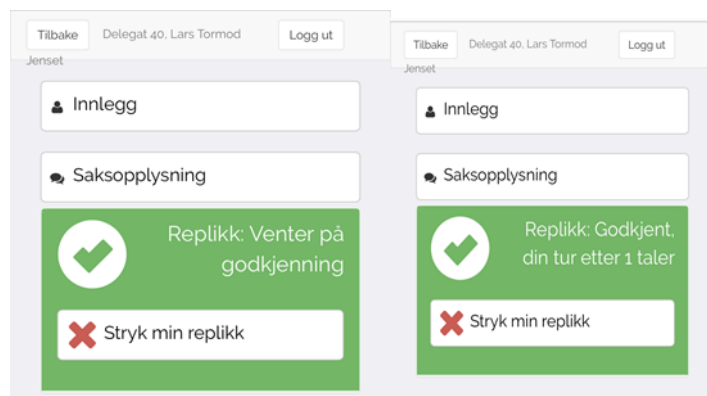 Tilbake Delegat 40, Lars Tormod Logg ut
Jenset
Innlegg
Saksopplysning
Replikk: Venter på
godkjenning
Stryk min replikk
Tilbake Delegat 40, Lars Tormod Logg ut
Jenset
Innlegg
Saksopplysning
Replikk: Godkjent,
din tur etter 1 taler
Stryk min replikk